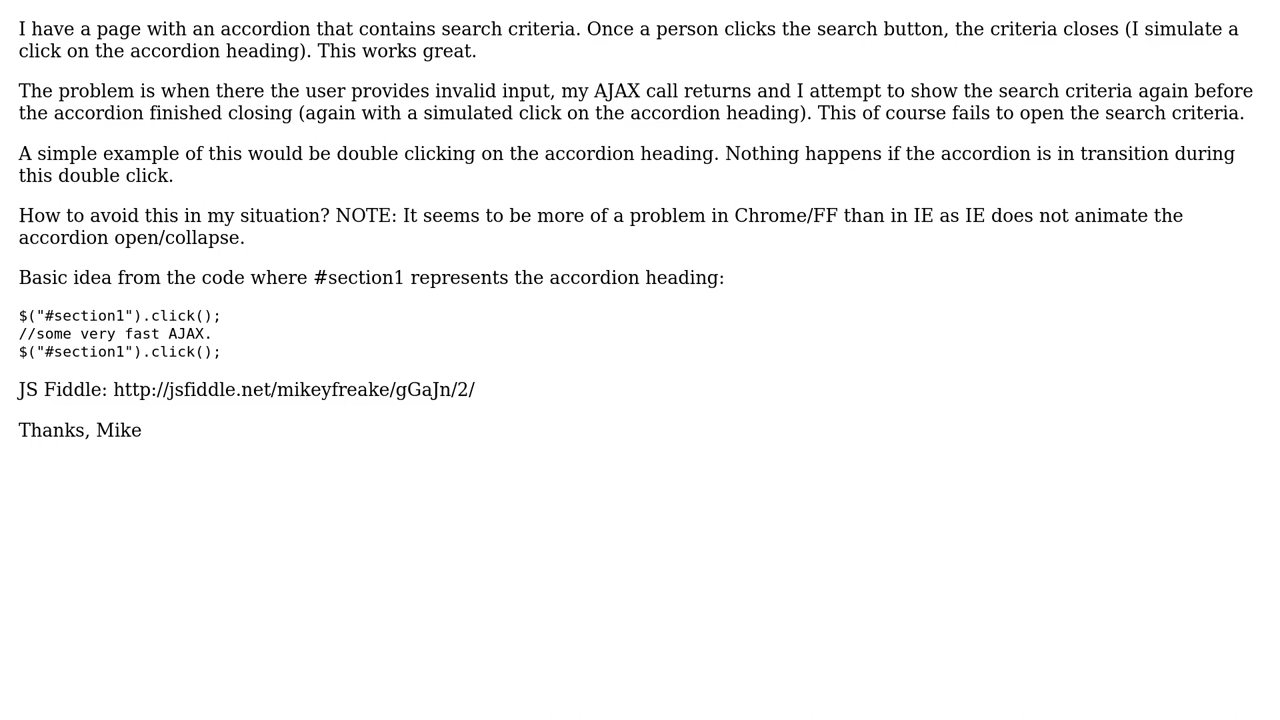 I have a page with an accordion that contains search criteria. Once a person clicks the search button, the criteria closes (I simulate a
click on the accordion heading). This works great.
The problem is when there the user provides invalid input, my AJAX call returns and I attempt to show the search criteria again before
the accordion finished closing (again with a simulated click on the accordion heading). This of course fails to open the search criteria.
A simple example of this would be double clicking on the accordion heading. Nothing happens if the accordion is in transition during
this double click.
How to avoid this in my situation? NOTE: It seems to be more of a problem in Chrome/FF than in IE as IE does not animate the
accordion open/collapse.
Basic idea from the code where #section1 represents the accordion heading:
$("#section1").click();
//some very fast AJAX.
$("#section1").click();
JS Fiddle: http://jsfiddle.net/mikeyfreake/gGaJn/2/
Thanks, Mike